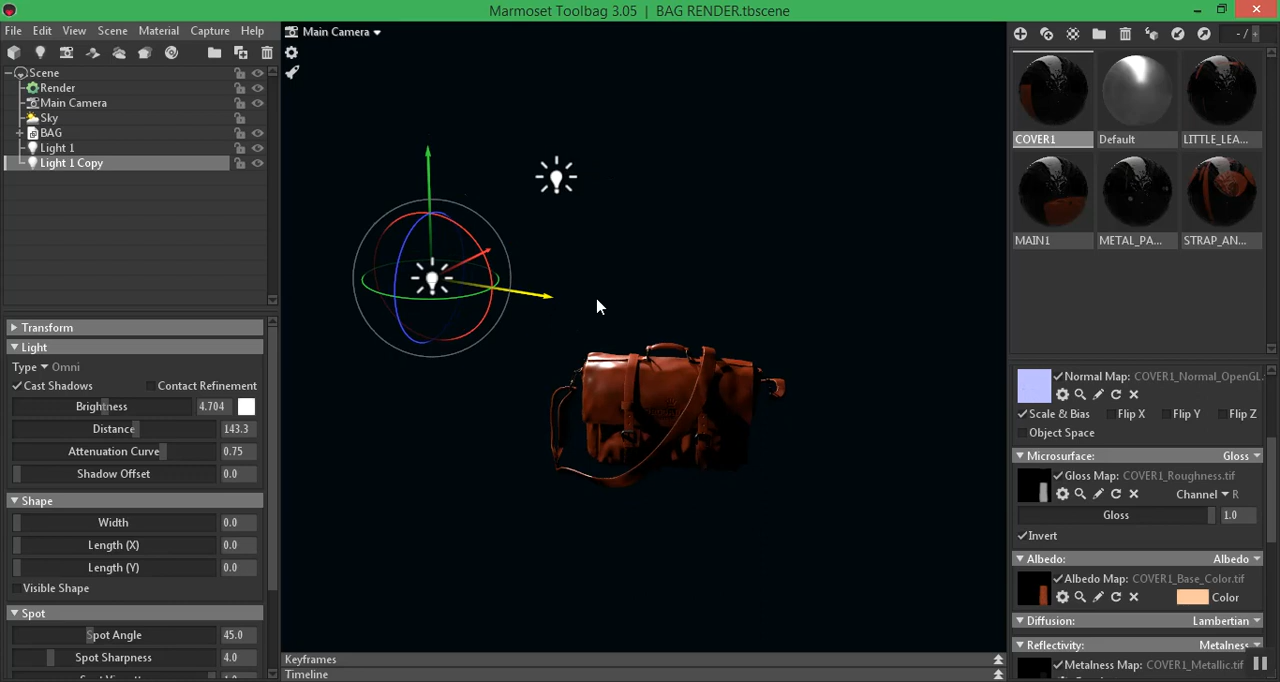 Marmoset Toolbag 3.05 | BAG RENDER.tbscene
File Edit View Scene Material Capture Help
Main Camera
- / +
Scene
Render
Main Camera
Sky
BAG
Light 1
Light 1 Copy
COVER1
Default
LITTLE_LEA...
MAIN1
METAL_PA...
STRAP_AN...
Transform
Light
Type Omni
Cast Shadows
Contact Refinement
Brightness 4.704
Distance 143.3
Attenuation Curve 0.75
Shadow Offset 0.0
Shape
Width 0.0
Length (X) 0.0
Length (Y) 0.0
Visible Shape
Spot
Spot Angle 45.0
Spot Sharpness 4.0
Keyframes
Timeline
Normal Map: COVER1_Normal_OpenGL.
Scale & Bias Flip X Flip Y Flip Z
Object Space
Microsurface: Gloss
Gloss Map: COVER1_Roughness.tif
Channel R
Gloss 1.0
Invert
Albedo: Albedo
Albedo Map: COVER1_Base_Color.tif
Color
Diffusion: Lambertian
Reflectivity: Metalness
Metalness Map: COVER1_Metallic.tif